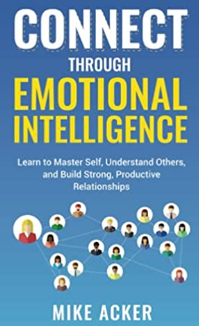 CONNECT
THROUGH
EMOTIONAL
INTELLIGENCE
Learn to Master Self, Understand Others,
and Build Strong, Productive
Relationships
MIKE ACKER